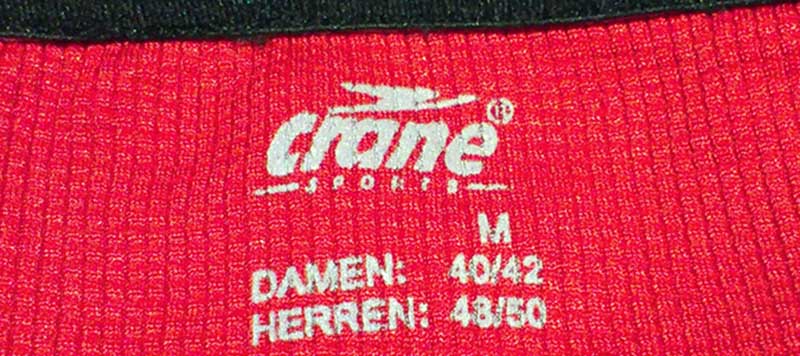 crane®
SPORTS
M
DAMEN: 40/42
HERREN: 48/50